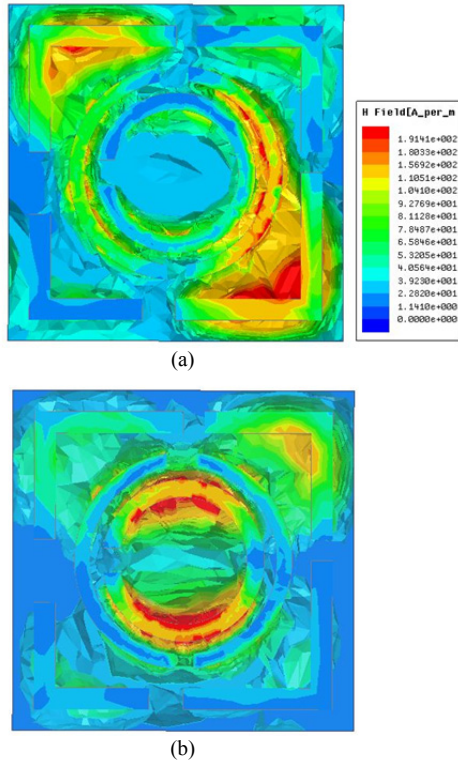 H Field[A_per_m
1.9141e+002
1.8033e+002
1.5692e+002
1.1051e+002
1.0410e+002
9.2769e+001
8.1128e+001
7.8487e+001
6.5846e+001
5.3205e+001
4.0564e+001
3.9230e+001
2.2820e+001
1.1410e+000
0.0000e+000
(a)
(b)